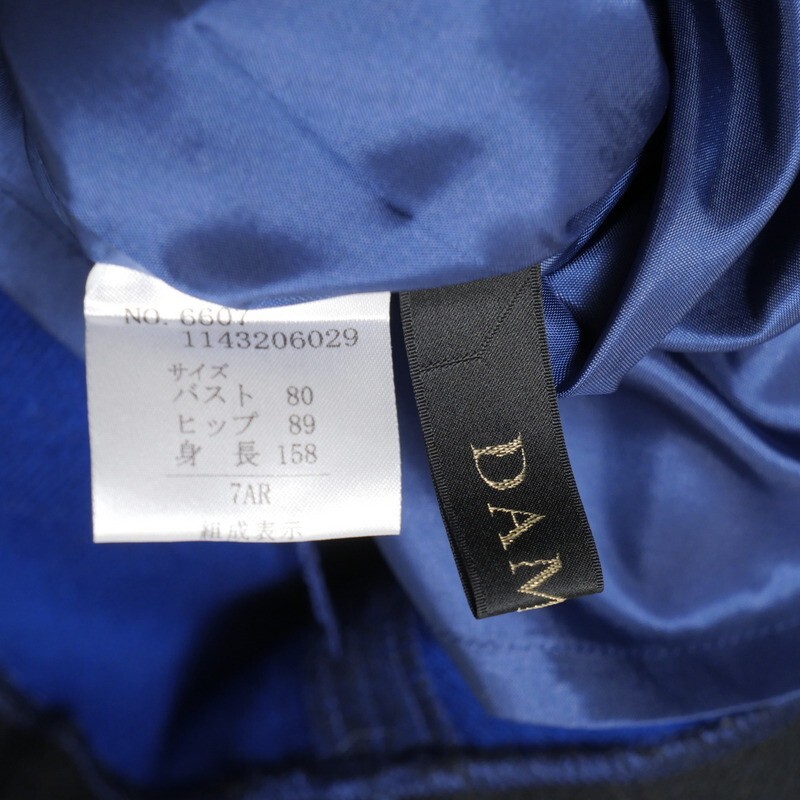 NO. 6607
1143206029
サイズ
バスト 80
ヒップ 89
身 長 158
7AR
組成表示
DAM